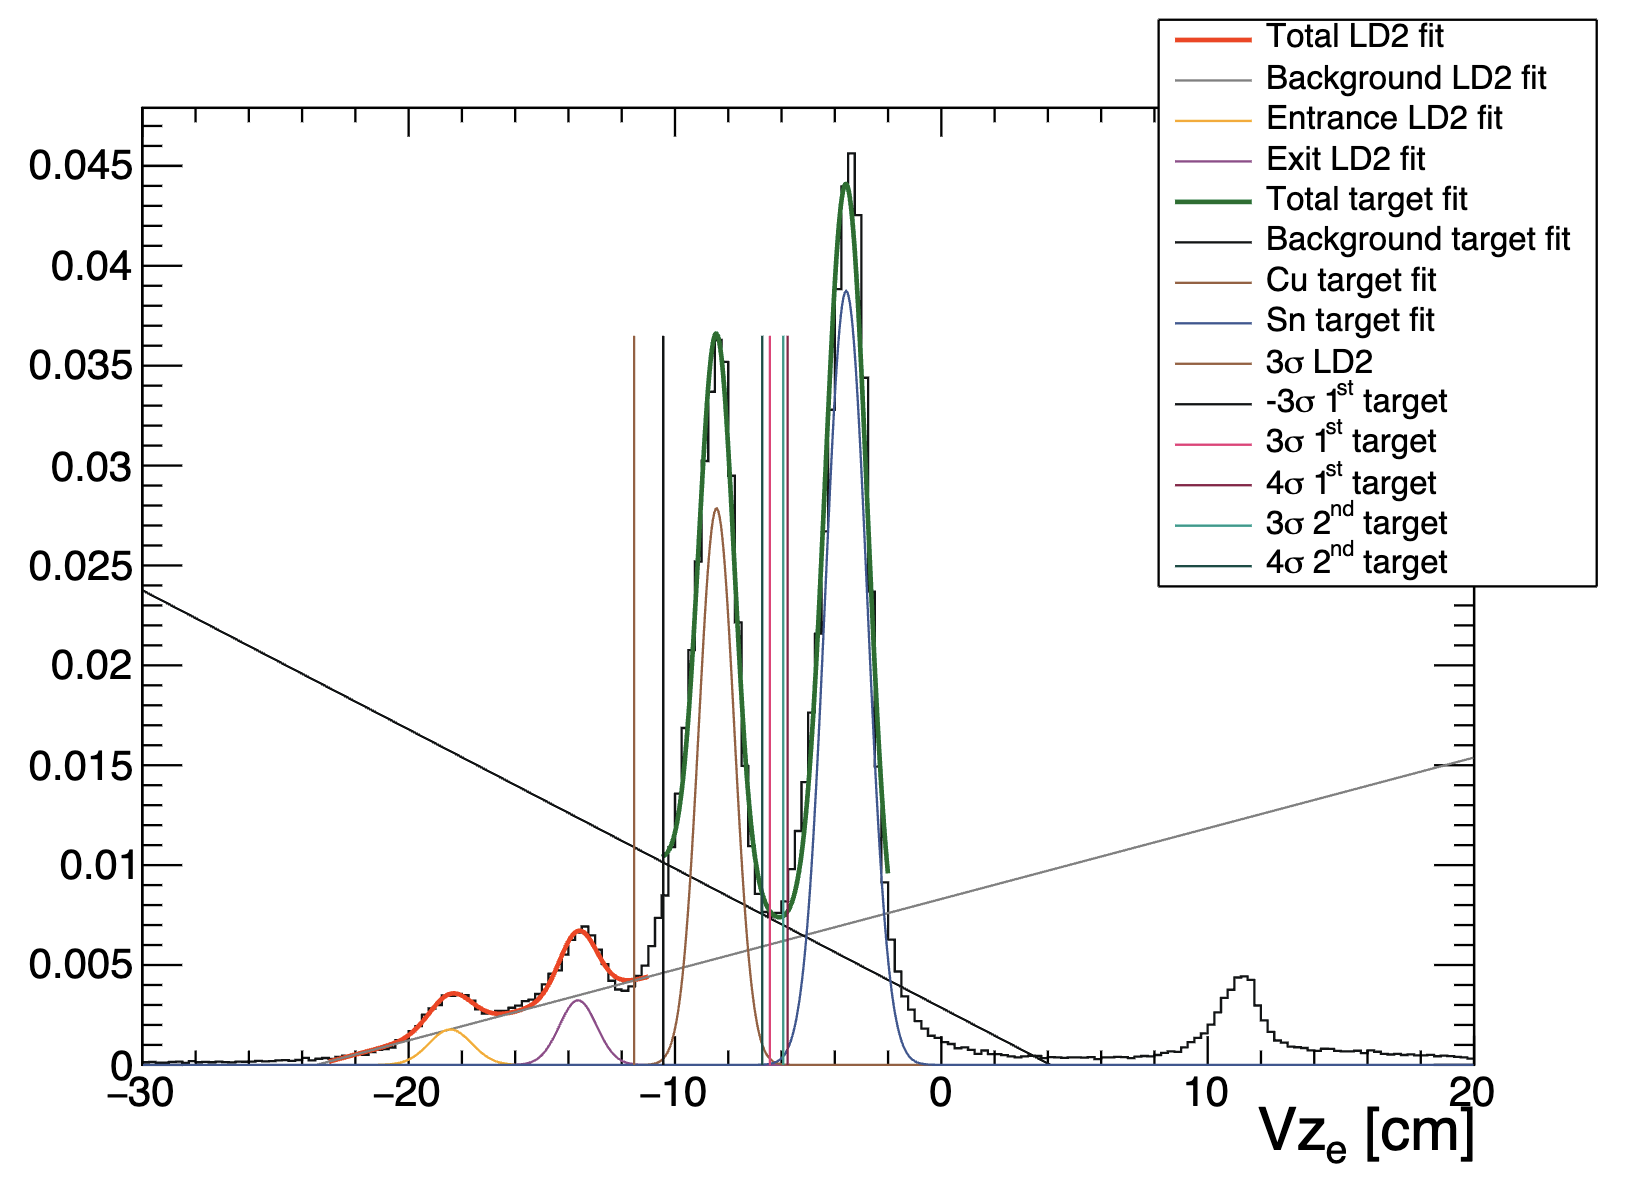 Total LD2 fit
Background LD2 fit
Entrance LD2 fit
Exit LD2 fit
Total target fit
Background target fit
Cu target fit
Sn target fit
3σ LD2
-3σ 1st target
3σ 1st target
4σ 1st target
3σ 2nd target
4σ 2nd target
0.045
0.04
0.035
0.03
0.025
0.02
0.015
0.01
0.005
0
−30 −20 −10 0 10 20
Vze [cm]